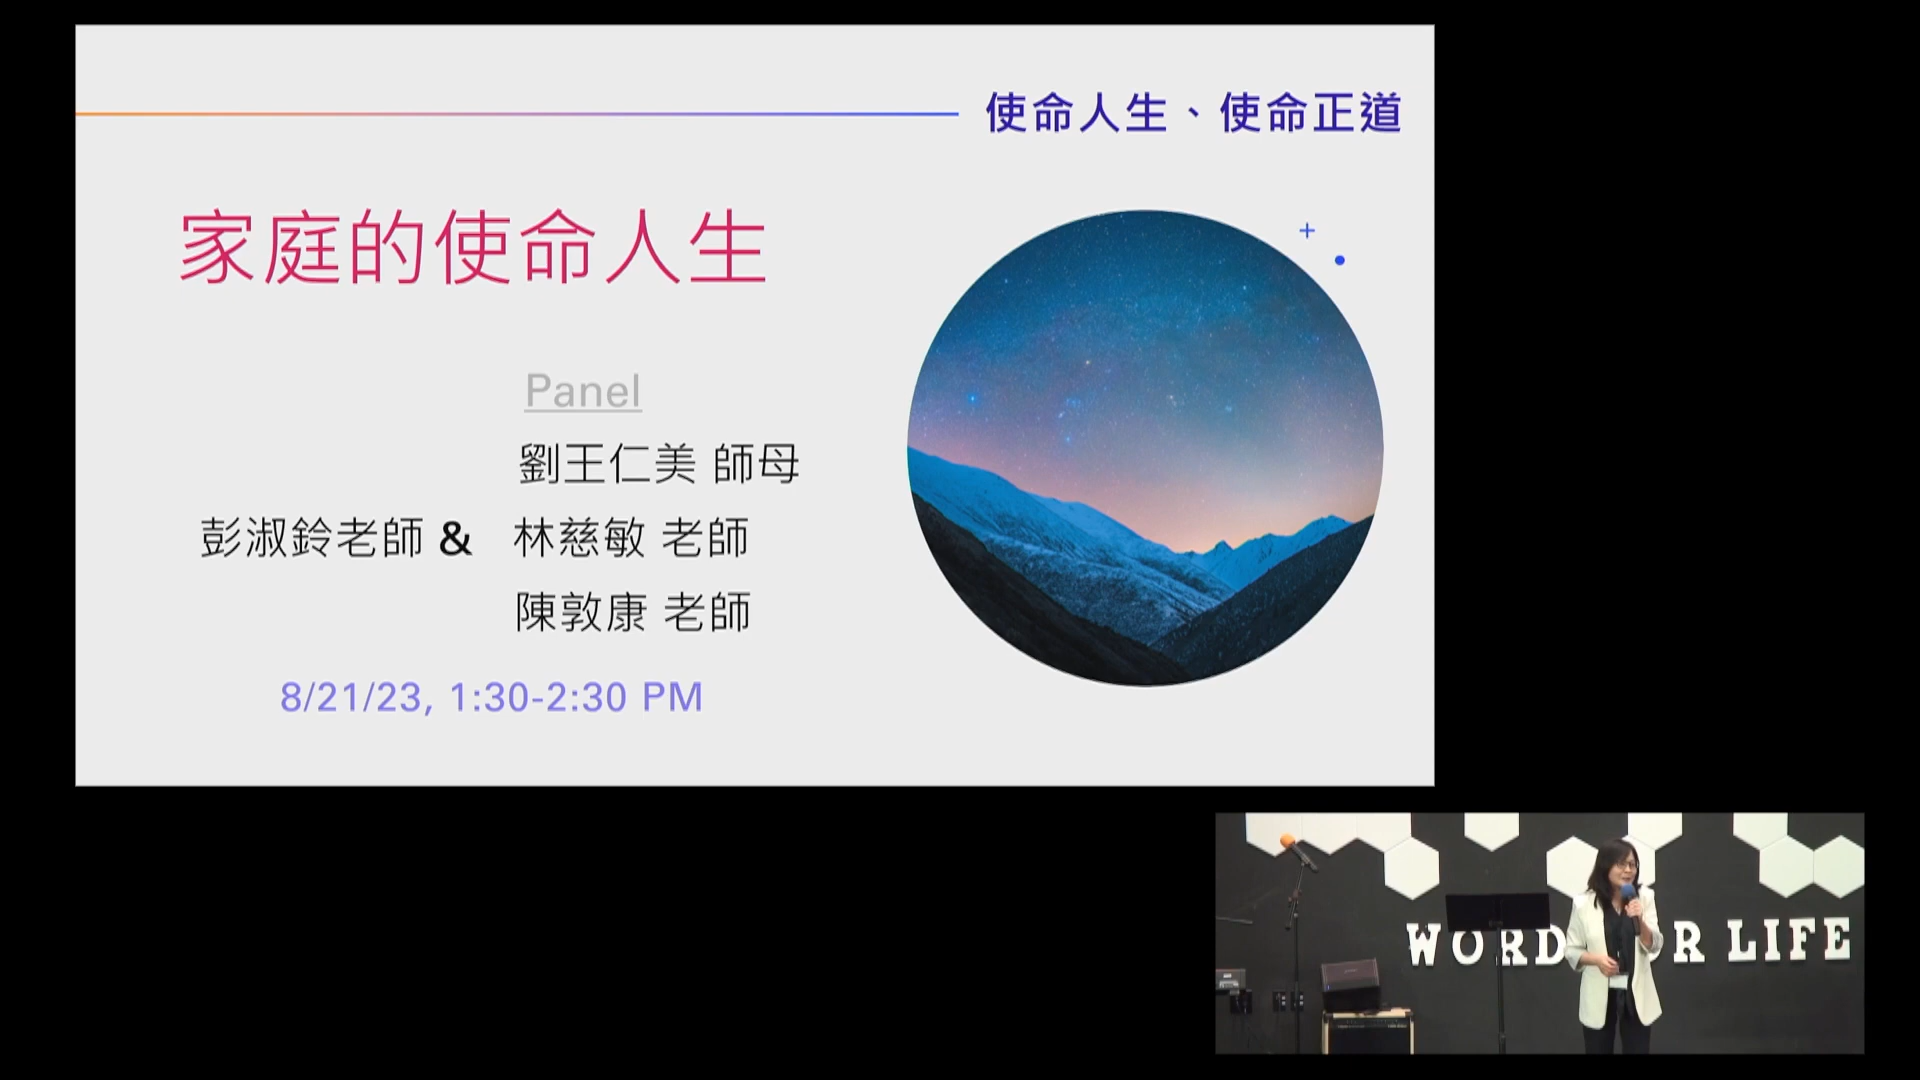 使命人生、使命正道
家庭的使命人生
Panel
劉王仁美 師母
彭淑鈴老師 & 林慈敏 老師
陳敦康 老師
8/21/23, 1:30-2:30 PM
WORD OR LIFE